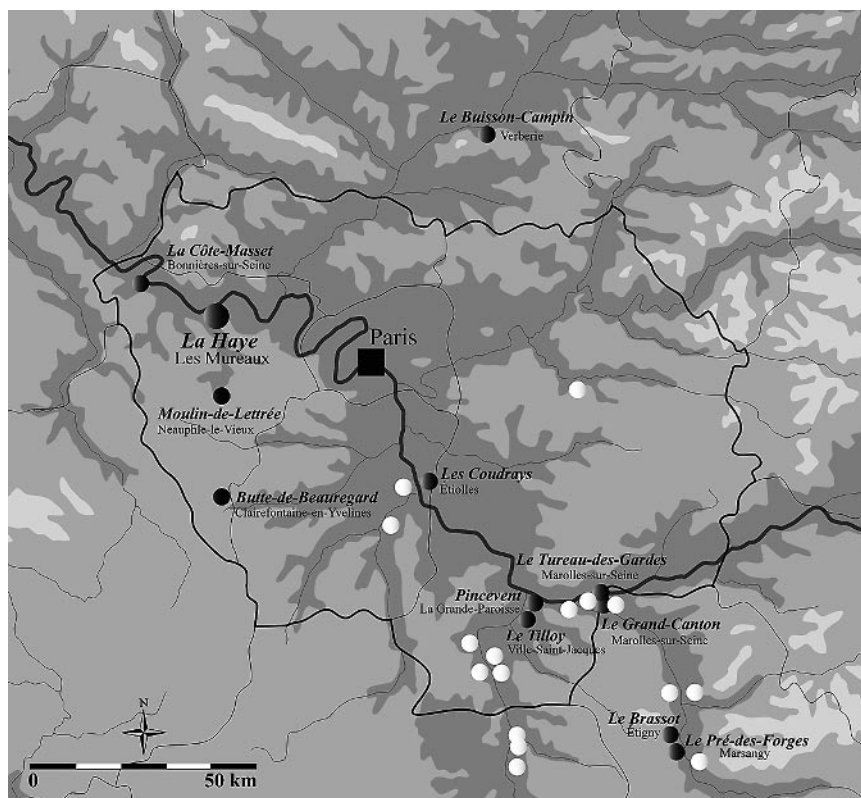 Le Buisson-Campin
Verberie
La Côte-Masset
Bonnières-sur-Seine
La Haye
Les Mureaux
Paris
Moulin-de-Lettrée
Neauphle-le-Vieux
Les Coudrays
Étiolles
Butte-de-Beauregard
Clairefontaine-en-Yvelines
Le Tureau-des-Gardes
Marolles-sur-Seine
Pincevent
La Grande-Paroisse
Le Grand-Canton
Marolles-sur-Seine
Le Tilloy
Ville-Saint-Jacques
Le Brassot
Étigny
Le Pré-des-Forges
Marsangy
N
0 50 km